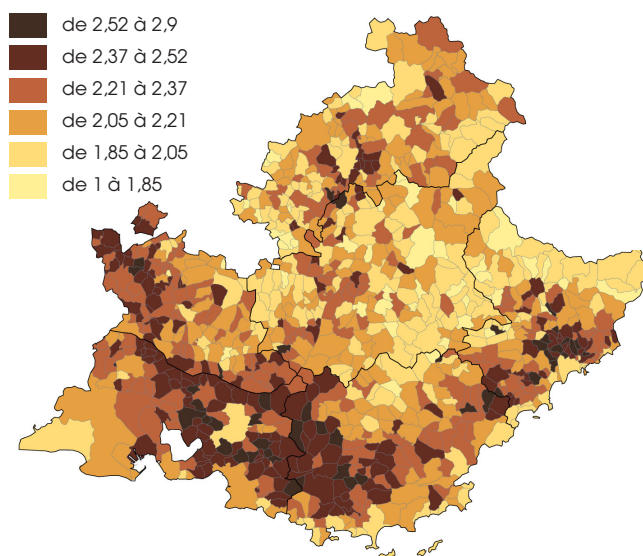 de 2,52 à 2,9
de 2,37 à 2,52
de 2,21 à 2,37
de 2,05 à 2,21
de 1,85 à 2,05
de 1 à 1,85